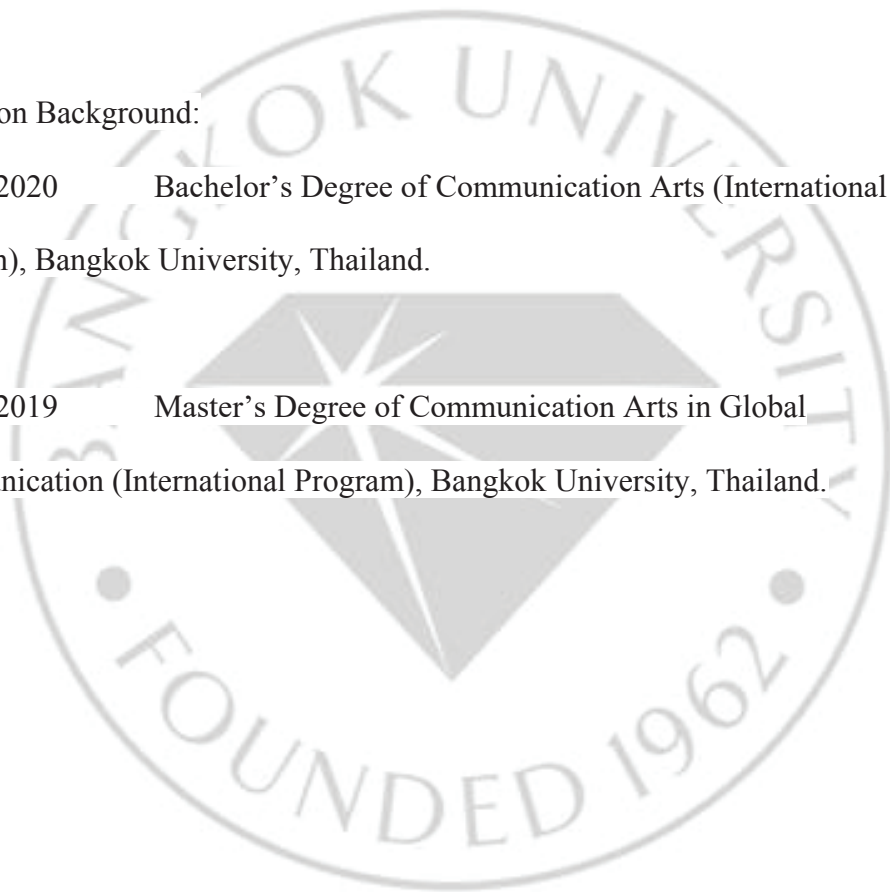 on Background:
2020 Bachelor's Degree of Communication Arts (International
), Bangkok University, Thailand.
2019 Master's Degree of Communication Arts in Global
nication (International Program), Bangkok University, Thailand.
BANGKOK UNIVERSITY
FOUNDED 1962